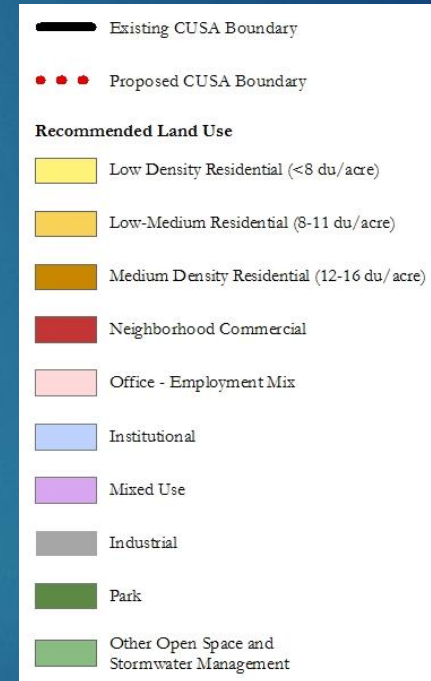 Existing CUSA Boundary
Proposed CUSA Boundary
Recommended Land Use
Low Density Residential (<8 du/acre)
Low-Medium Residential (8-11 du/acre)
Medium Density Residential (12-16 du/acre)
Neighborhood Commercial
Office - Employment Mix
Institutional
Mixed Use
Industrial
Park
Other Open Space and
Stormwater Management